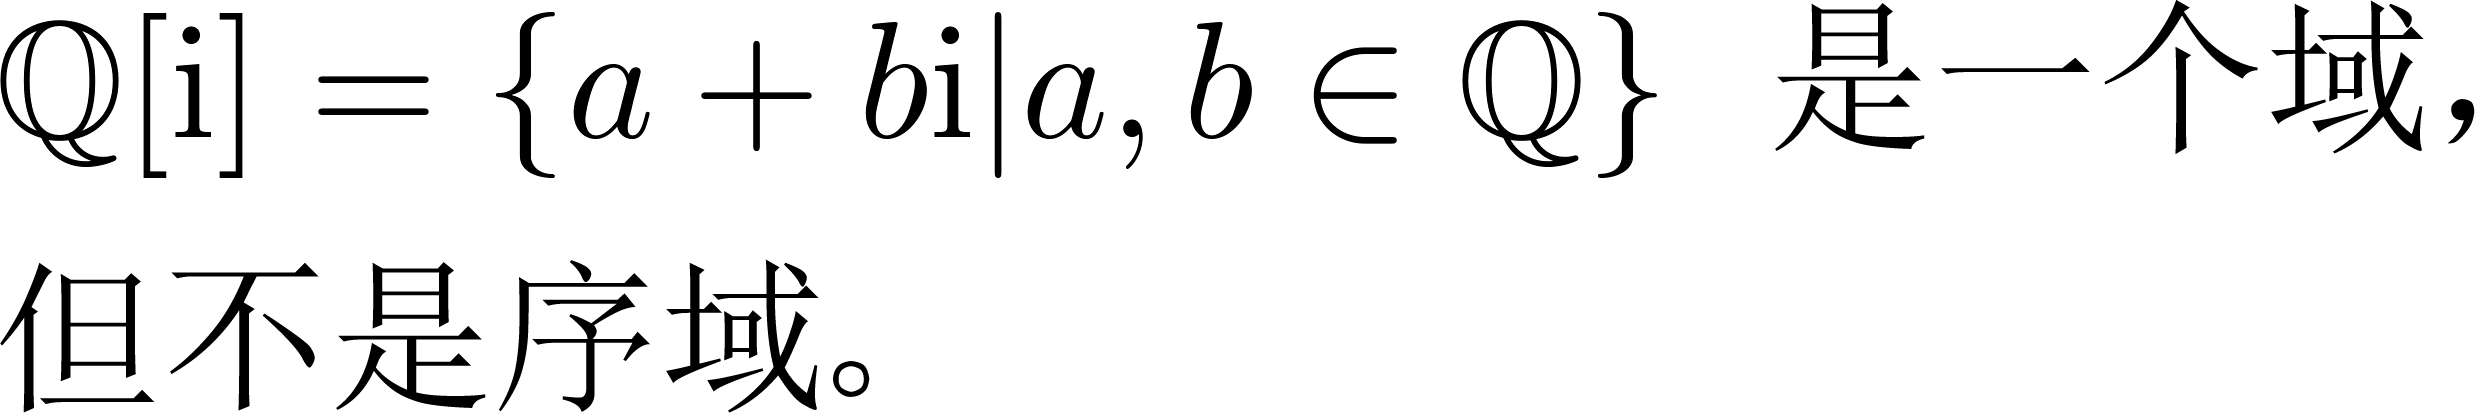 ℚ[i] = {a + bi|a, b ∈ ℚ} 是一个域,
但不是序域。